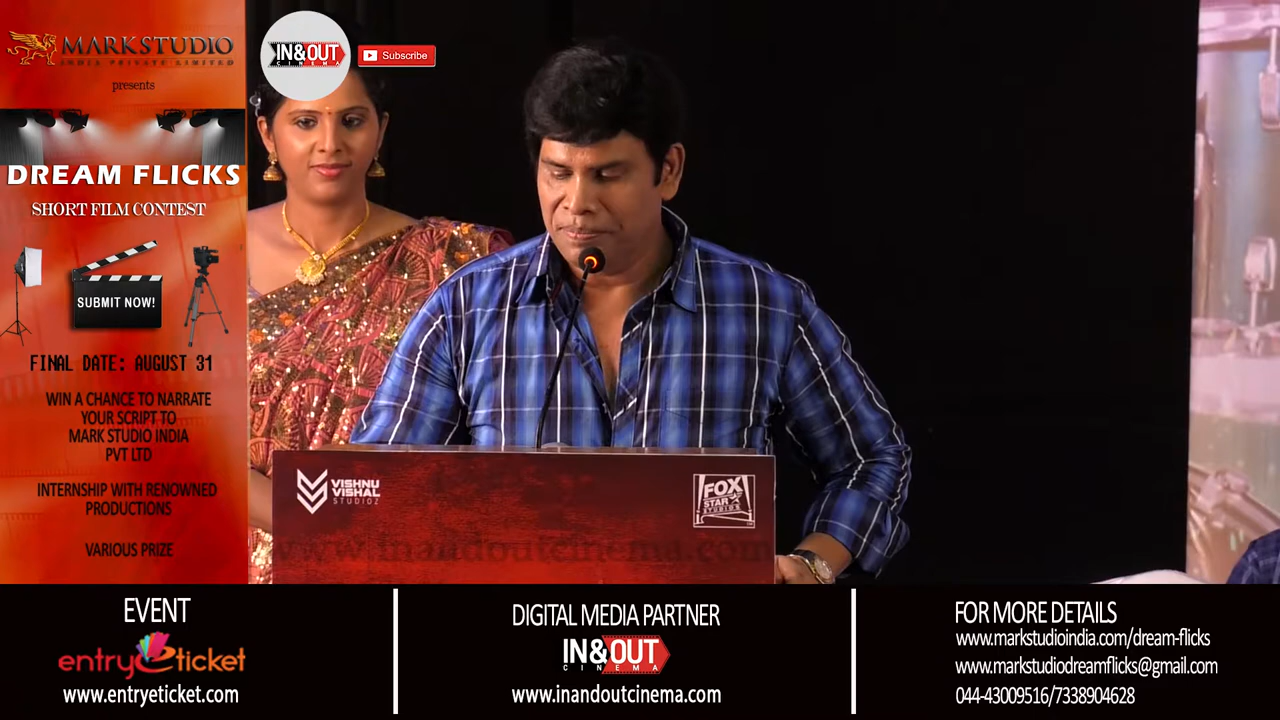 MARKSTUDIO
INDIA PRIVATE LIMITED
presents
DREAM FLICKS
SHORT FILM CONTEST
SUBMIT NOW!
FINAL DATE: AUGUST 31
WIN A CHANCE TO NARRATE
YOUR SCRIPT TO
MARK STUDIO INDIA
PVT LTD
INTERNSHIP WITH RENOWNED
PRODUCTIONS
VARIOUS PRIZE
IN&OUT
CINEMA
Subscribe
VISHNU
VISHAL
STUDIOZ
FOX
STAR
STUDIOS
www.inandoutcinema.com
EVENT
entryeticket
www.entryeticket.com
DIGITAL MEDIA PARTNER
IN&OUT
CINEMA
www.inandoutcinema.com
FOR MORE DETAILS
www.markstudioindia.com/dream-flicks
www.markstudiodreamflicks@gmail.com
044-43009516/7338904628